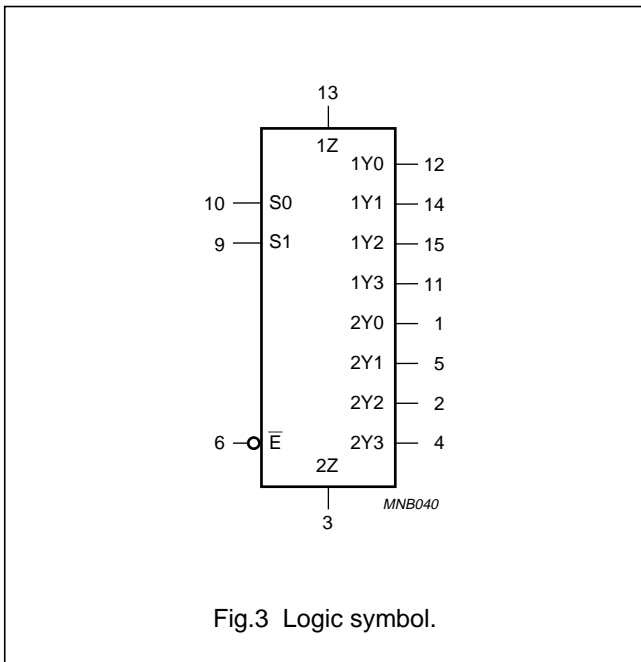 13
1Z
1Y0 12
10 S0 1Y1 14
9 S1 1Y2 15
1Y3 11
2Y0 1
2Y1 5
2Y2 2
6 E̅ 2Y3 4
2Z
MNB040
3
Fig.3 Logic symbol.